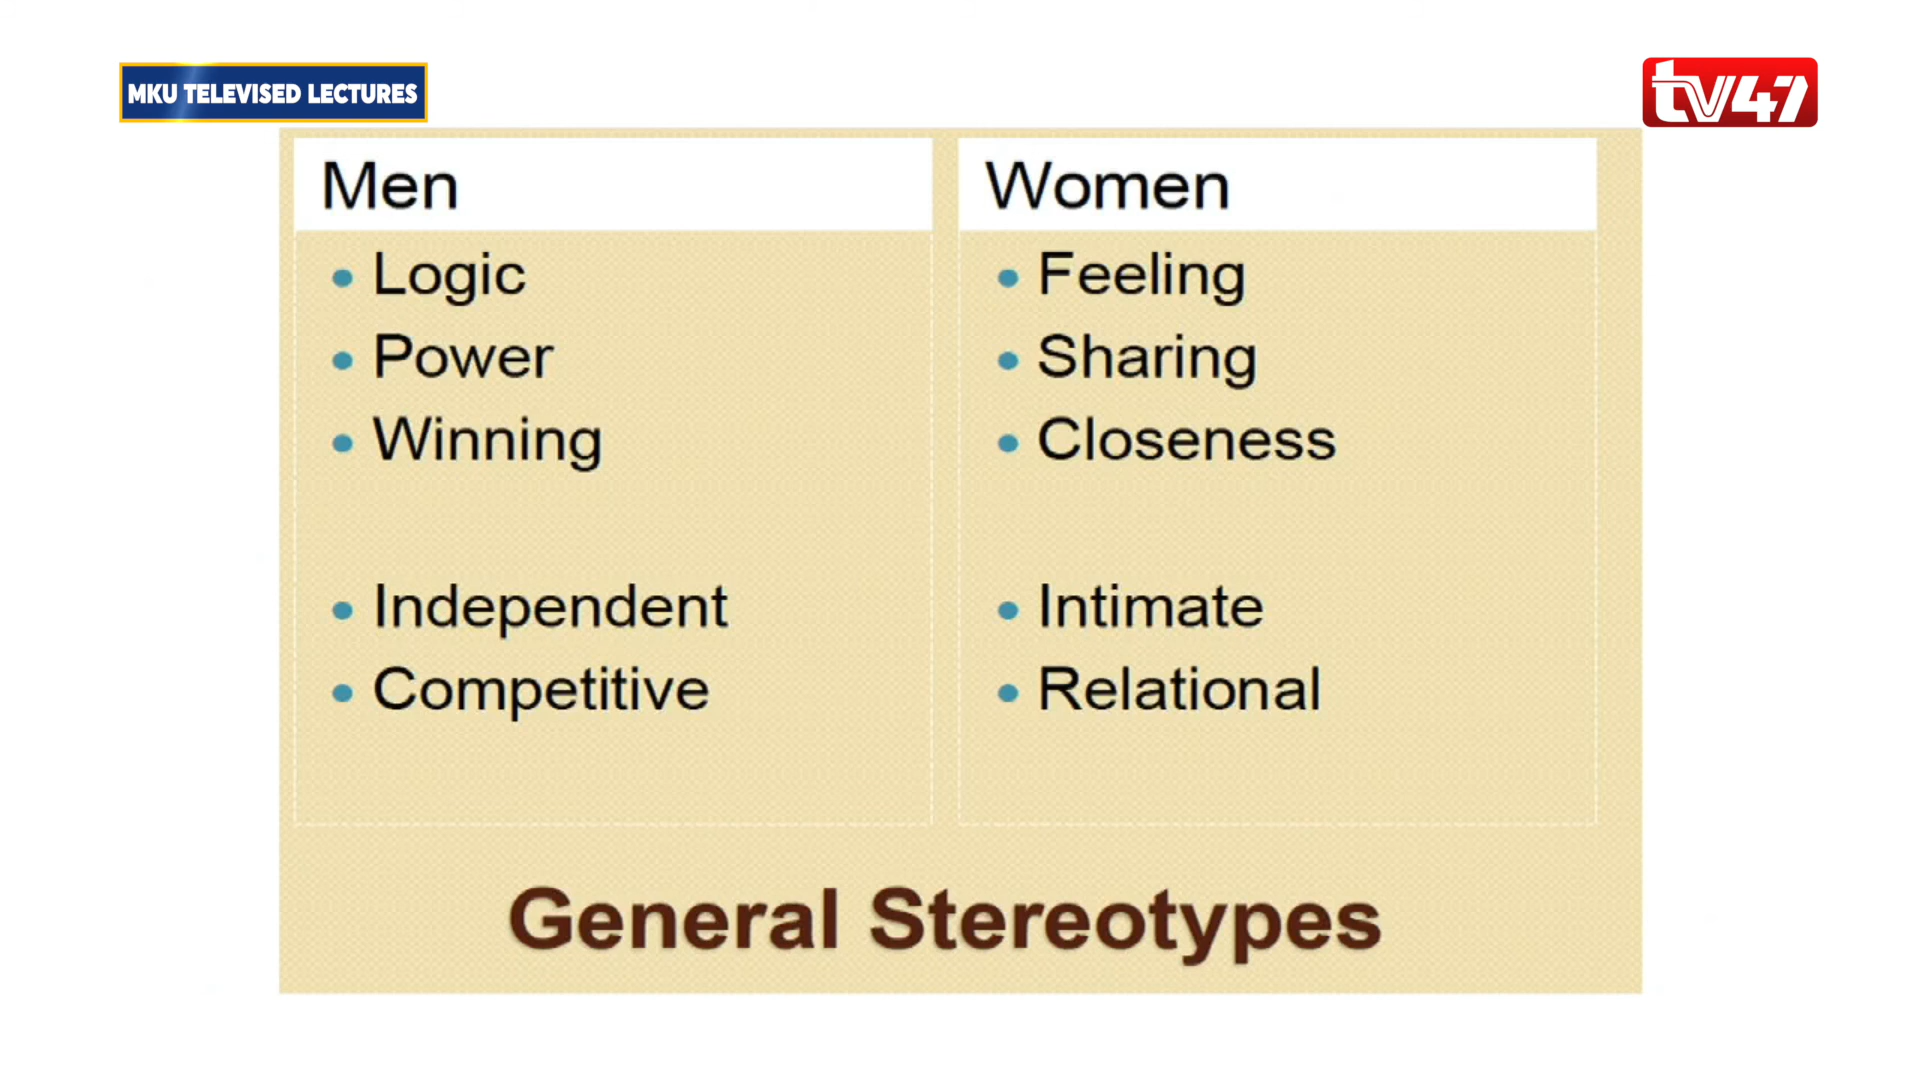 MKU TELEVISED LECTURES
tv47
Men
• Logic
• Power
• Winning
• Independent
• Competitive
Women
• Feeling
• Sharing
• Closeness
• Intimate
• Relational
General Stereotypes